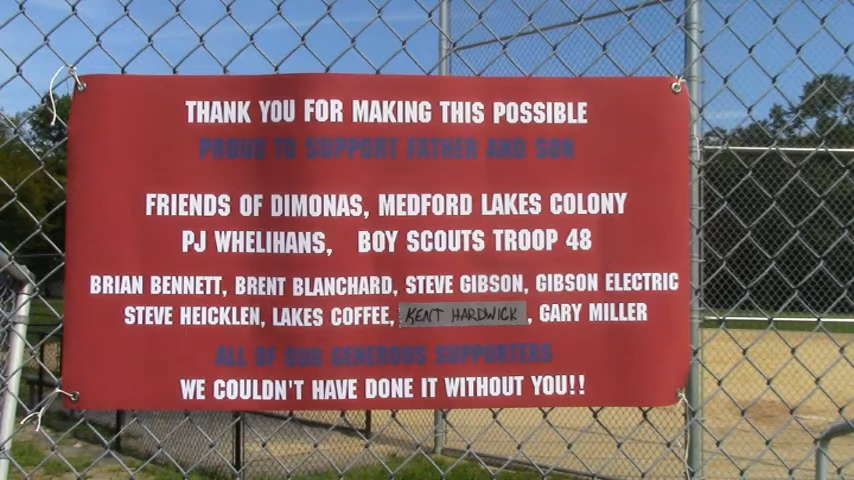 THANK YOU FOR MAKING THIS POSSIBLE
PROUD TO SUPPORT FATHER AND SON
FRIENDS OF DIMONAS, MEDFORD LAKES COLONY
PJ WHELIHANS, BOY SCOUTS TROOP 48
BRIAN BENNETT, BRENT BLANCHARD, STEVE GIBSON, GIBSON ELECTRIC
STEVE HEICKLEN, LAKES COFFEE, KENT HARDWICK, GARY MILLER
ALL OF OUR GENEROUS SUPPORTERS
WE COULDN'T HAVE DONE IT WITHOUT YOU!!